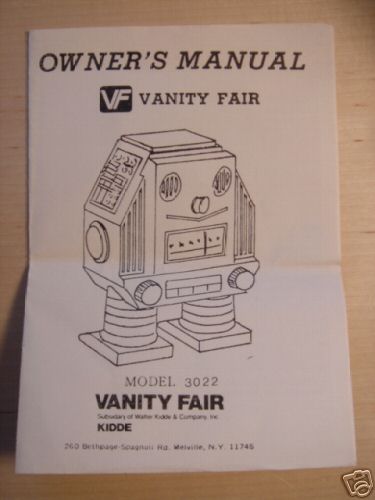 OWNER'S MANUAL
VF VANITY FAIR
MODEL 3022
VANITY FAIR
Subsidiary of Walter Kidde & Company, Inc.
KIDDE
260 Bethpage-Spagnoli Rd. Melville, N.Y. 11746